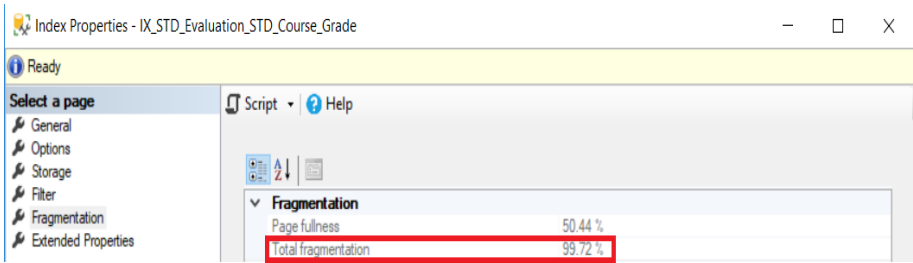 Index Properties - IX_STD_Evaluation_STD_Course_Grade
Ready
Select a page
General
Options
Storage
Filter
Fragmentation
Extended Properties
Script Help
Fragmentation
Page fullness 50.44 %
Total fragmentation 99.72 %